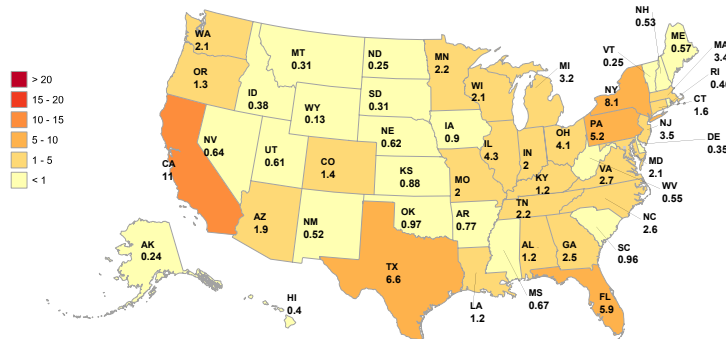 > 20
15 - 20
10 - 15
5 - 10
1 - 5
< 1
WA
2.1
OR
1.3
CA
11
NV
0.64
ID
0.38
MT
0.31
WY
0.13
UT
0.61
AZ
1.9
CO
1.4
NM
0.52
ND
0.25
SD
0.31
NE
0.62
KS
0.88
OK
0.97
TX
6.6
MN
2.2
IA
0.9
MO
2
AR
0.77
LA
1.2
WI
2.1
IL
4.3
MI
3.2
IN
2
OH
4.1
KY
1.2
TN
2.2
MS
0.67
AL
1.2
GA
2.5
FL
5.9
SC
0.96
NC
2.6
VA
2.7
WV
0.55
MD
2.1
DE
0.35
NJ
3.5
PA
5.2
NY
8.1
CT
1.6
RI
MA
3.4
VT
0.25
NH
0.53
ME
0.57
AK
0.24
HI
0.4